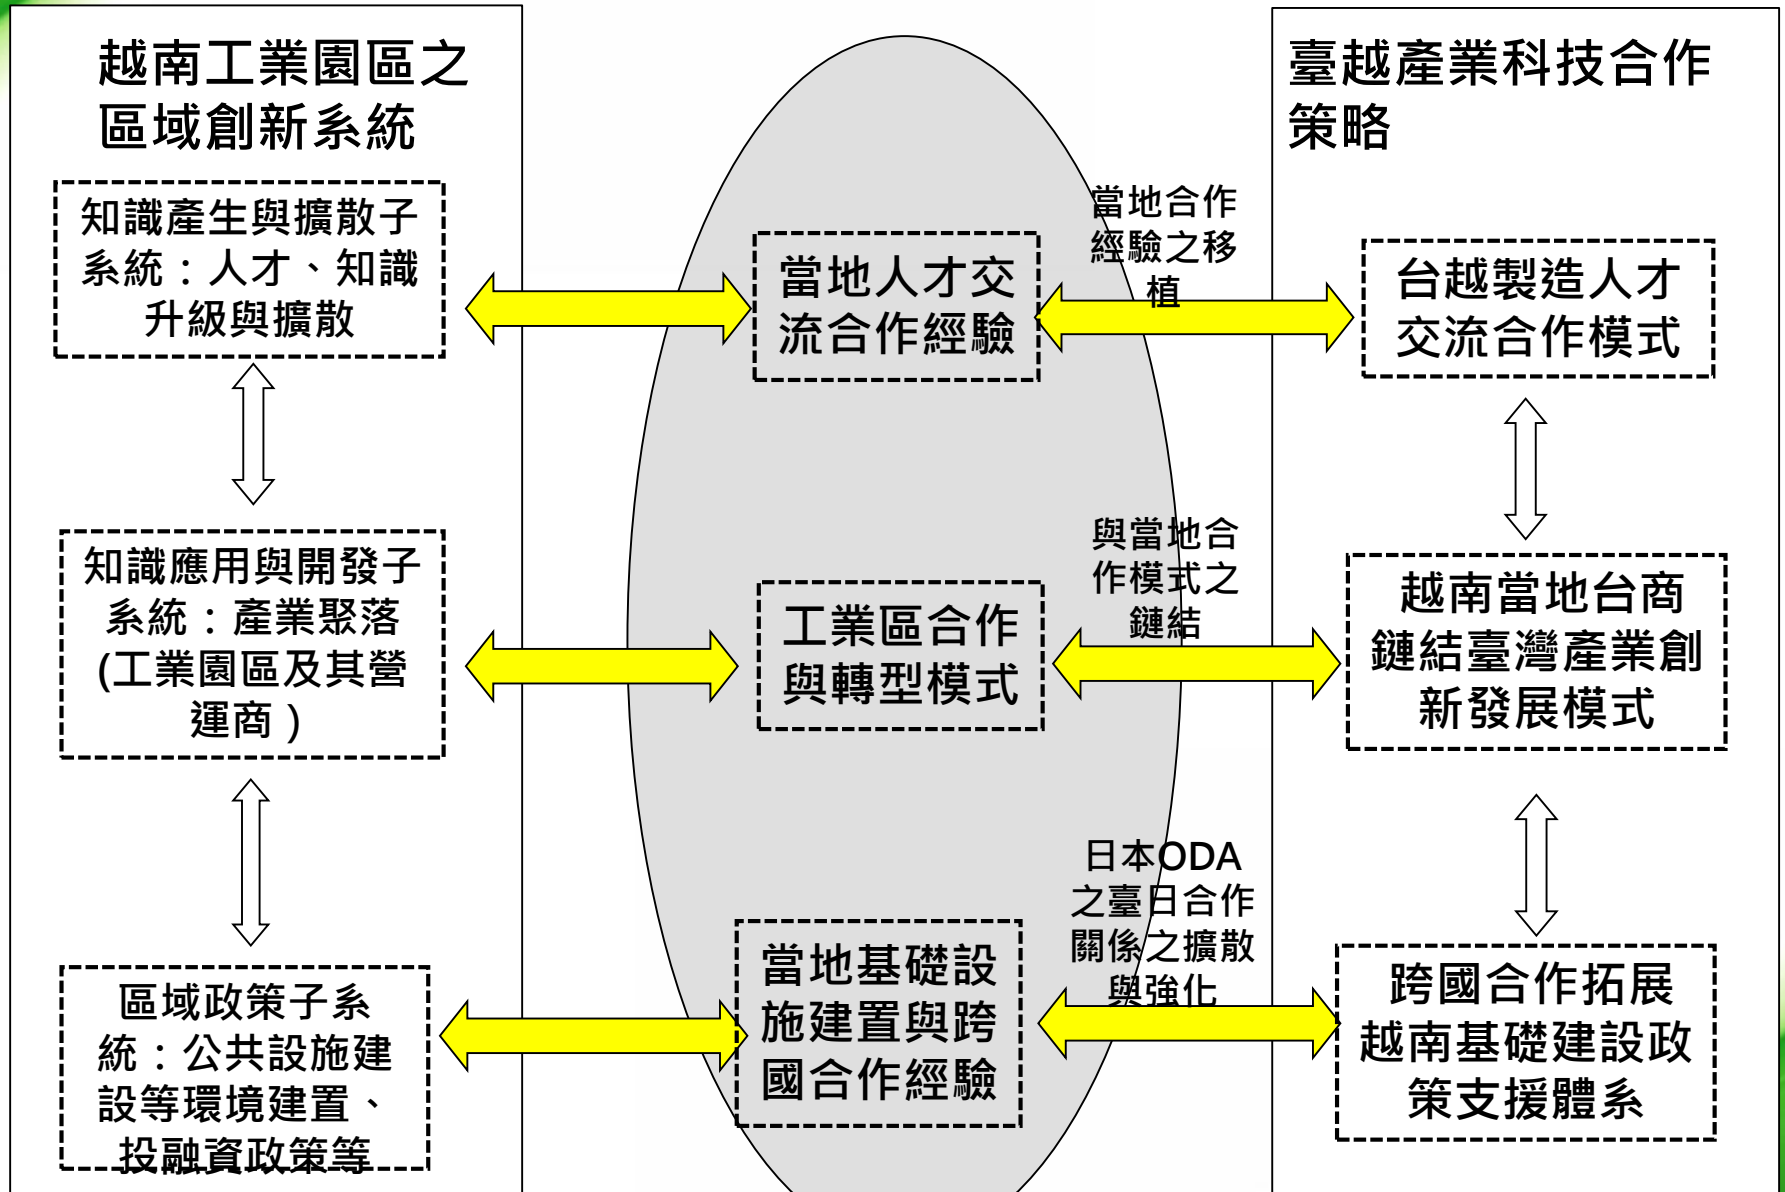 越南工業園區之
區域創新系統
知識產生與擴散子
系統：人才、知識
升級與擴散
知識應用與開發子
系統：產業聚落
(工業園區及其營
運商）
區域政策子系
統：公共設施建
設等環境建置、
投融資政策等
當地人才交
流合作經驗
工業區合作
與轉型模式
當地基礎設
施建置與跨
國合作經驗
當地合作
經驗之移
植
與當地合
作模式之
鏈結
日本ODA
之臺日合作
關係之擴散
與強化
臺越產業科技合作
策略
台越製造人才
交流合作模式
越南當地台商
鏈結臺灣產業創
新發展模式
跨國合作拓展
越南基礎建設政
策支援體系